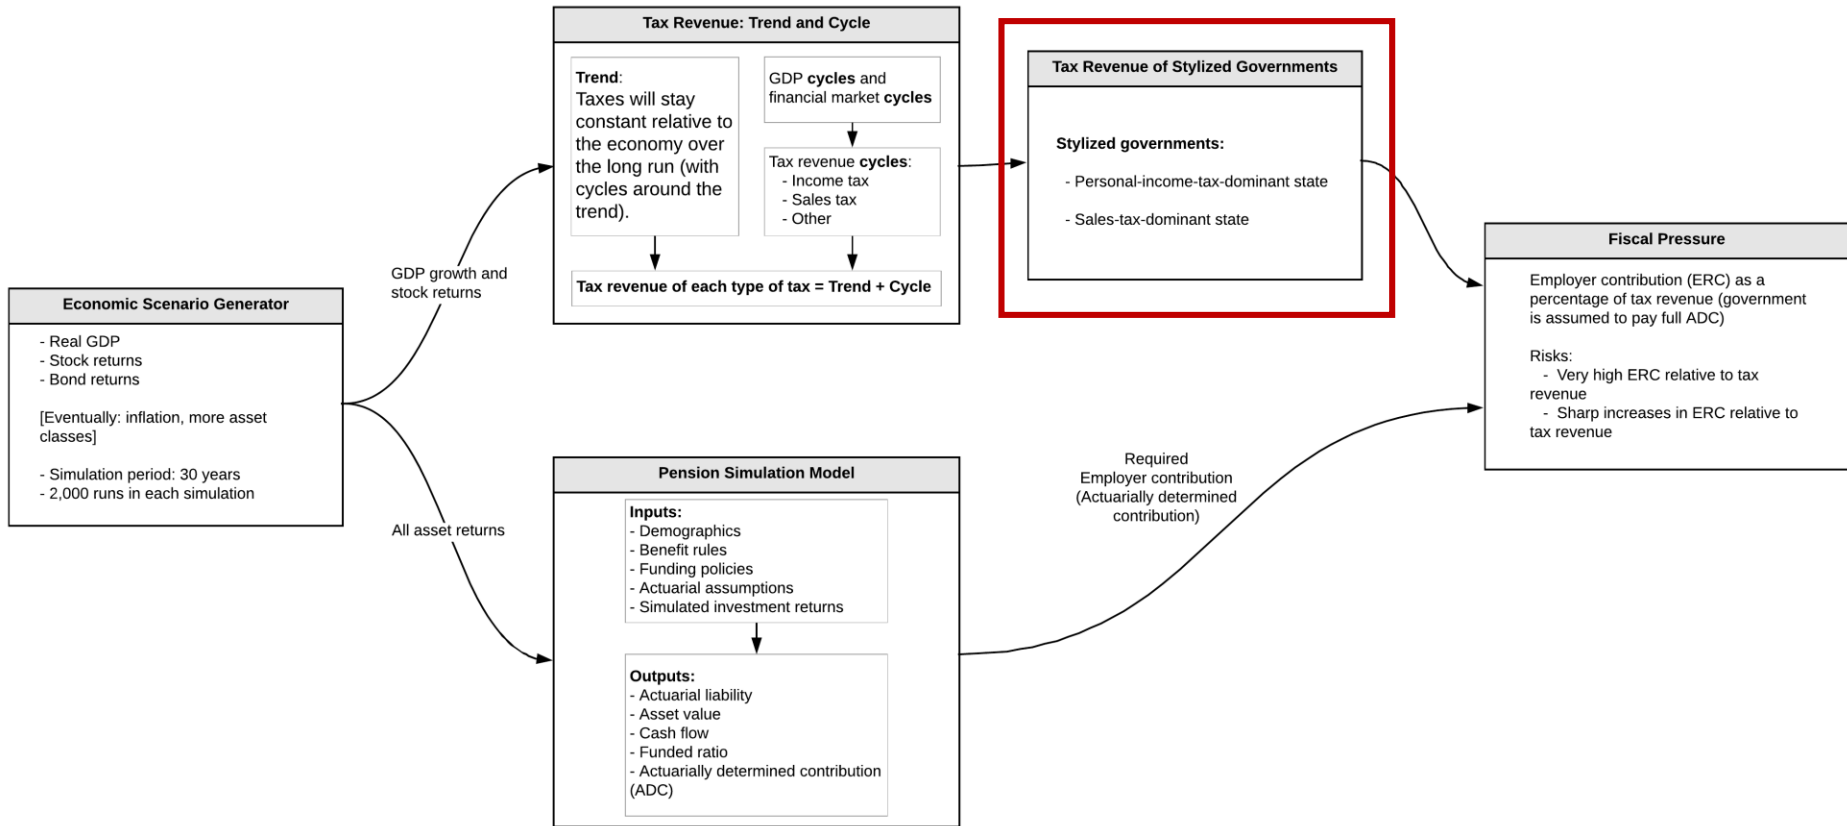 Economic Scenario Generator
- Real GDP
- Stock returns
- Bond returns
[Eventually: inflation, more asset
classes]
- Simulation period: 30 years
- 2,000 runs in each simulation
GDP growth and
stock returns
All asset returns
Tax Revenue: Trend and Cycle
Trend:
Taxes will stay
constant relative to
the economy over
the long run (with
cycles around the
trend).
GDP cycles and
financial market cycles
Tax revenue cycles:
- Income tax
- Sales tax
- Other
Tax revenue of each type of tax = Trend + Cycle
Pension Simulation Model
Inputs:
- Demographics
- Benefit rules
- Funding policies
- Actuarial assumptions
- Simulated investment returns
Outputs:
- Actuarial liability
- Asset value
- Cash flow
- Funded ratio
- Actuarially determined contribution
(ADC)
Tax Revenue of Stylized Governments
Stylized governments:
- Personal-income-tax-dominant state
- Sales-tax-dominant state
Required
Employer contribution
(Actuarially determined
contribution)
Fiscal Pressure
Employer contribution (ERC) as a
percentage of tax revenue (government
is assumed to pay full ADC)
Risks:
- Very high ERC relative to tax
revenue
- Sharp increases in ERC relative to
tax revenue